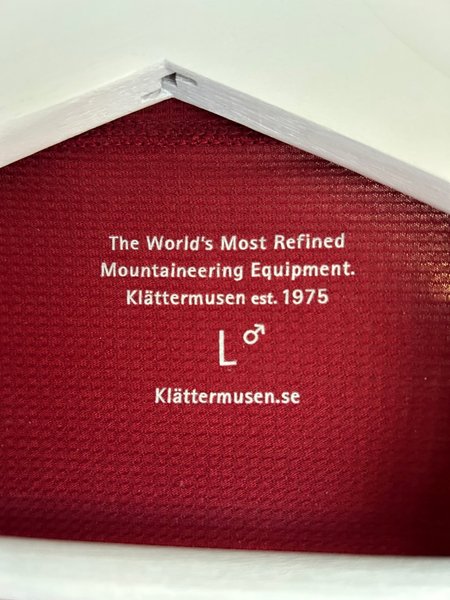 The World's Most Refined
Mountaineering Equipment.
Klättermusen est. 1975
L♂
Klättermusen.se